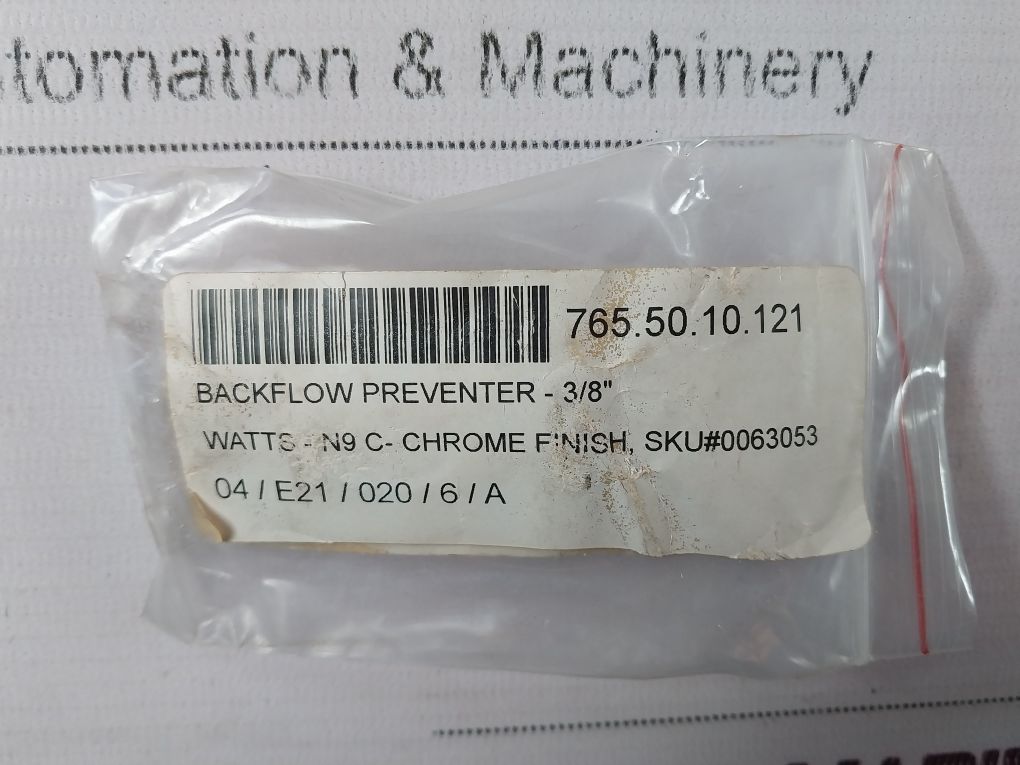 tomation & Machinery
765.50.10.121
BACKFLOW PREVENTER - 3/8"
WATTS - N9 C- CHROME FINISH, SKU#0063053
04 / E21 / 020 / 6 / A